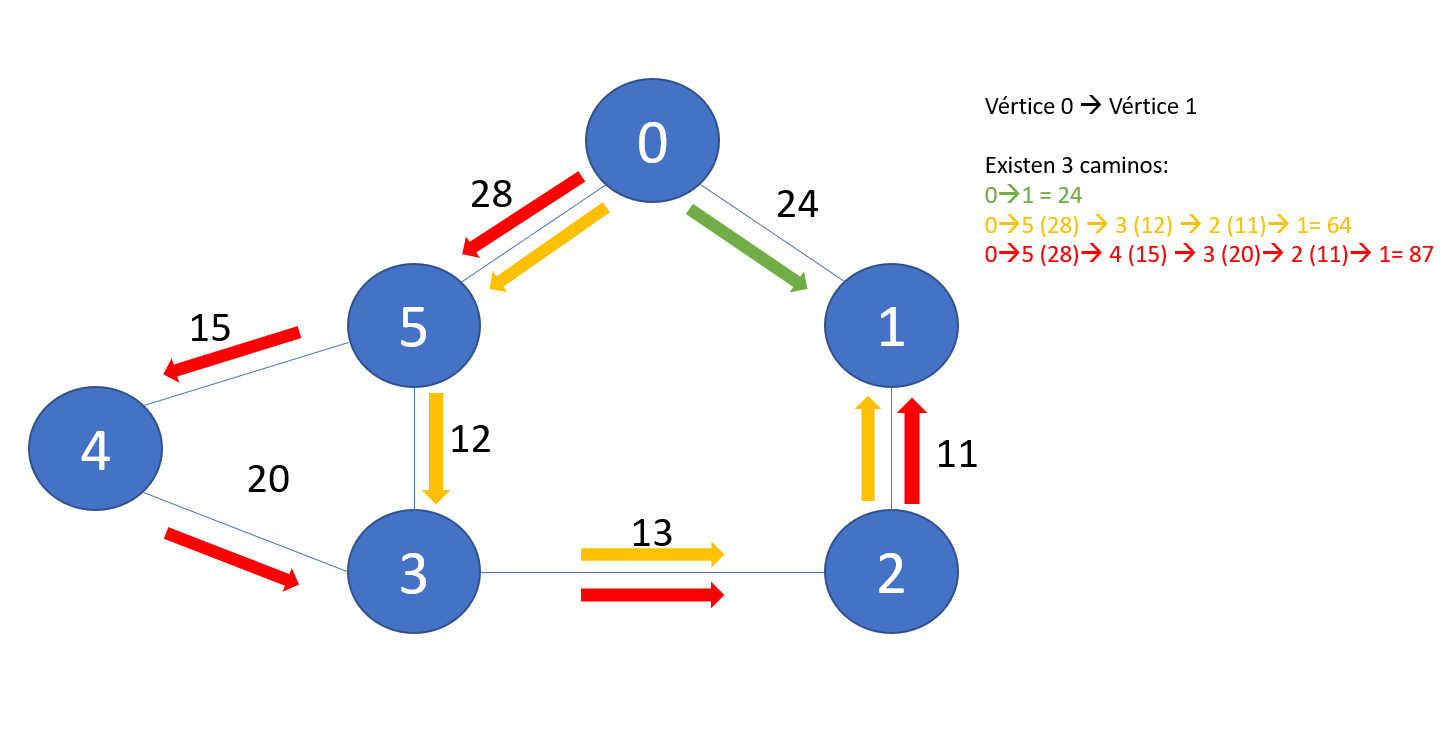 Vértice 0 → Vértice 1
Existen 3 caminos:
0→1 = 24
0→5 (28) → 3 (12) → 2 (11)→ 1= 64
0→5 (28)→ 4 (15) → 3 (20)→ 2 (11)→ 1= 87
0
28
24
5
1
15
4
12
11
20
13
3
2